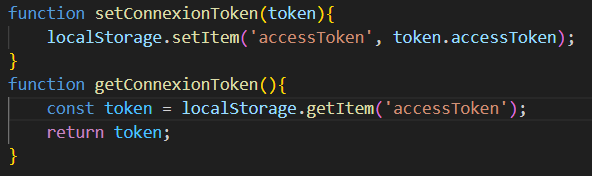 function setConnexionToken(token){
    localStorage.setItem('accessToken', token.accessToken);
}
function getConnexionToken(){
    const token = localStorage.getItem('accessToken');
    return token;
}